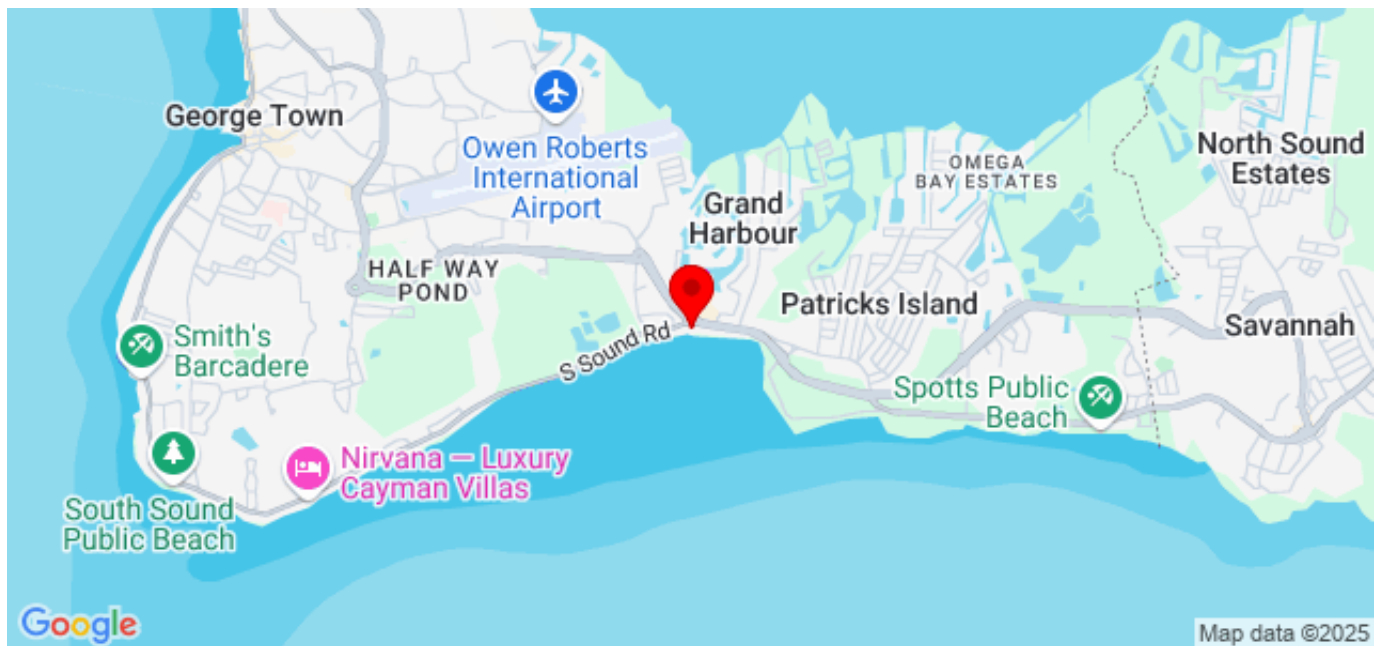 George Town
Owen Roberts
International
Airport
North Sound
Estates
OMEGA
BAY ESTATES
Grand
Harbour
HALF WAY
POND
Patricks Island
Savannah
S Sound Rd
Smith's
Barcadere
Spotts Public
Beach
Nirvana — Luxury
Cayman Villas
South Sound
Public Beach
Google
Map data ©2025